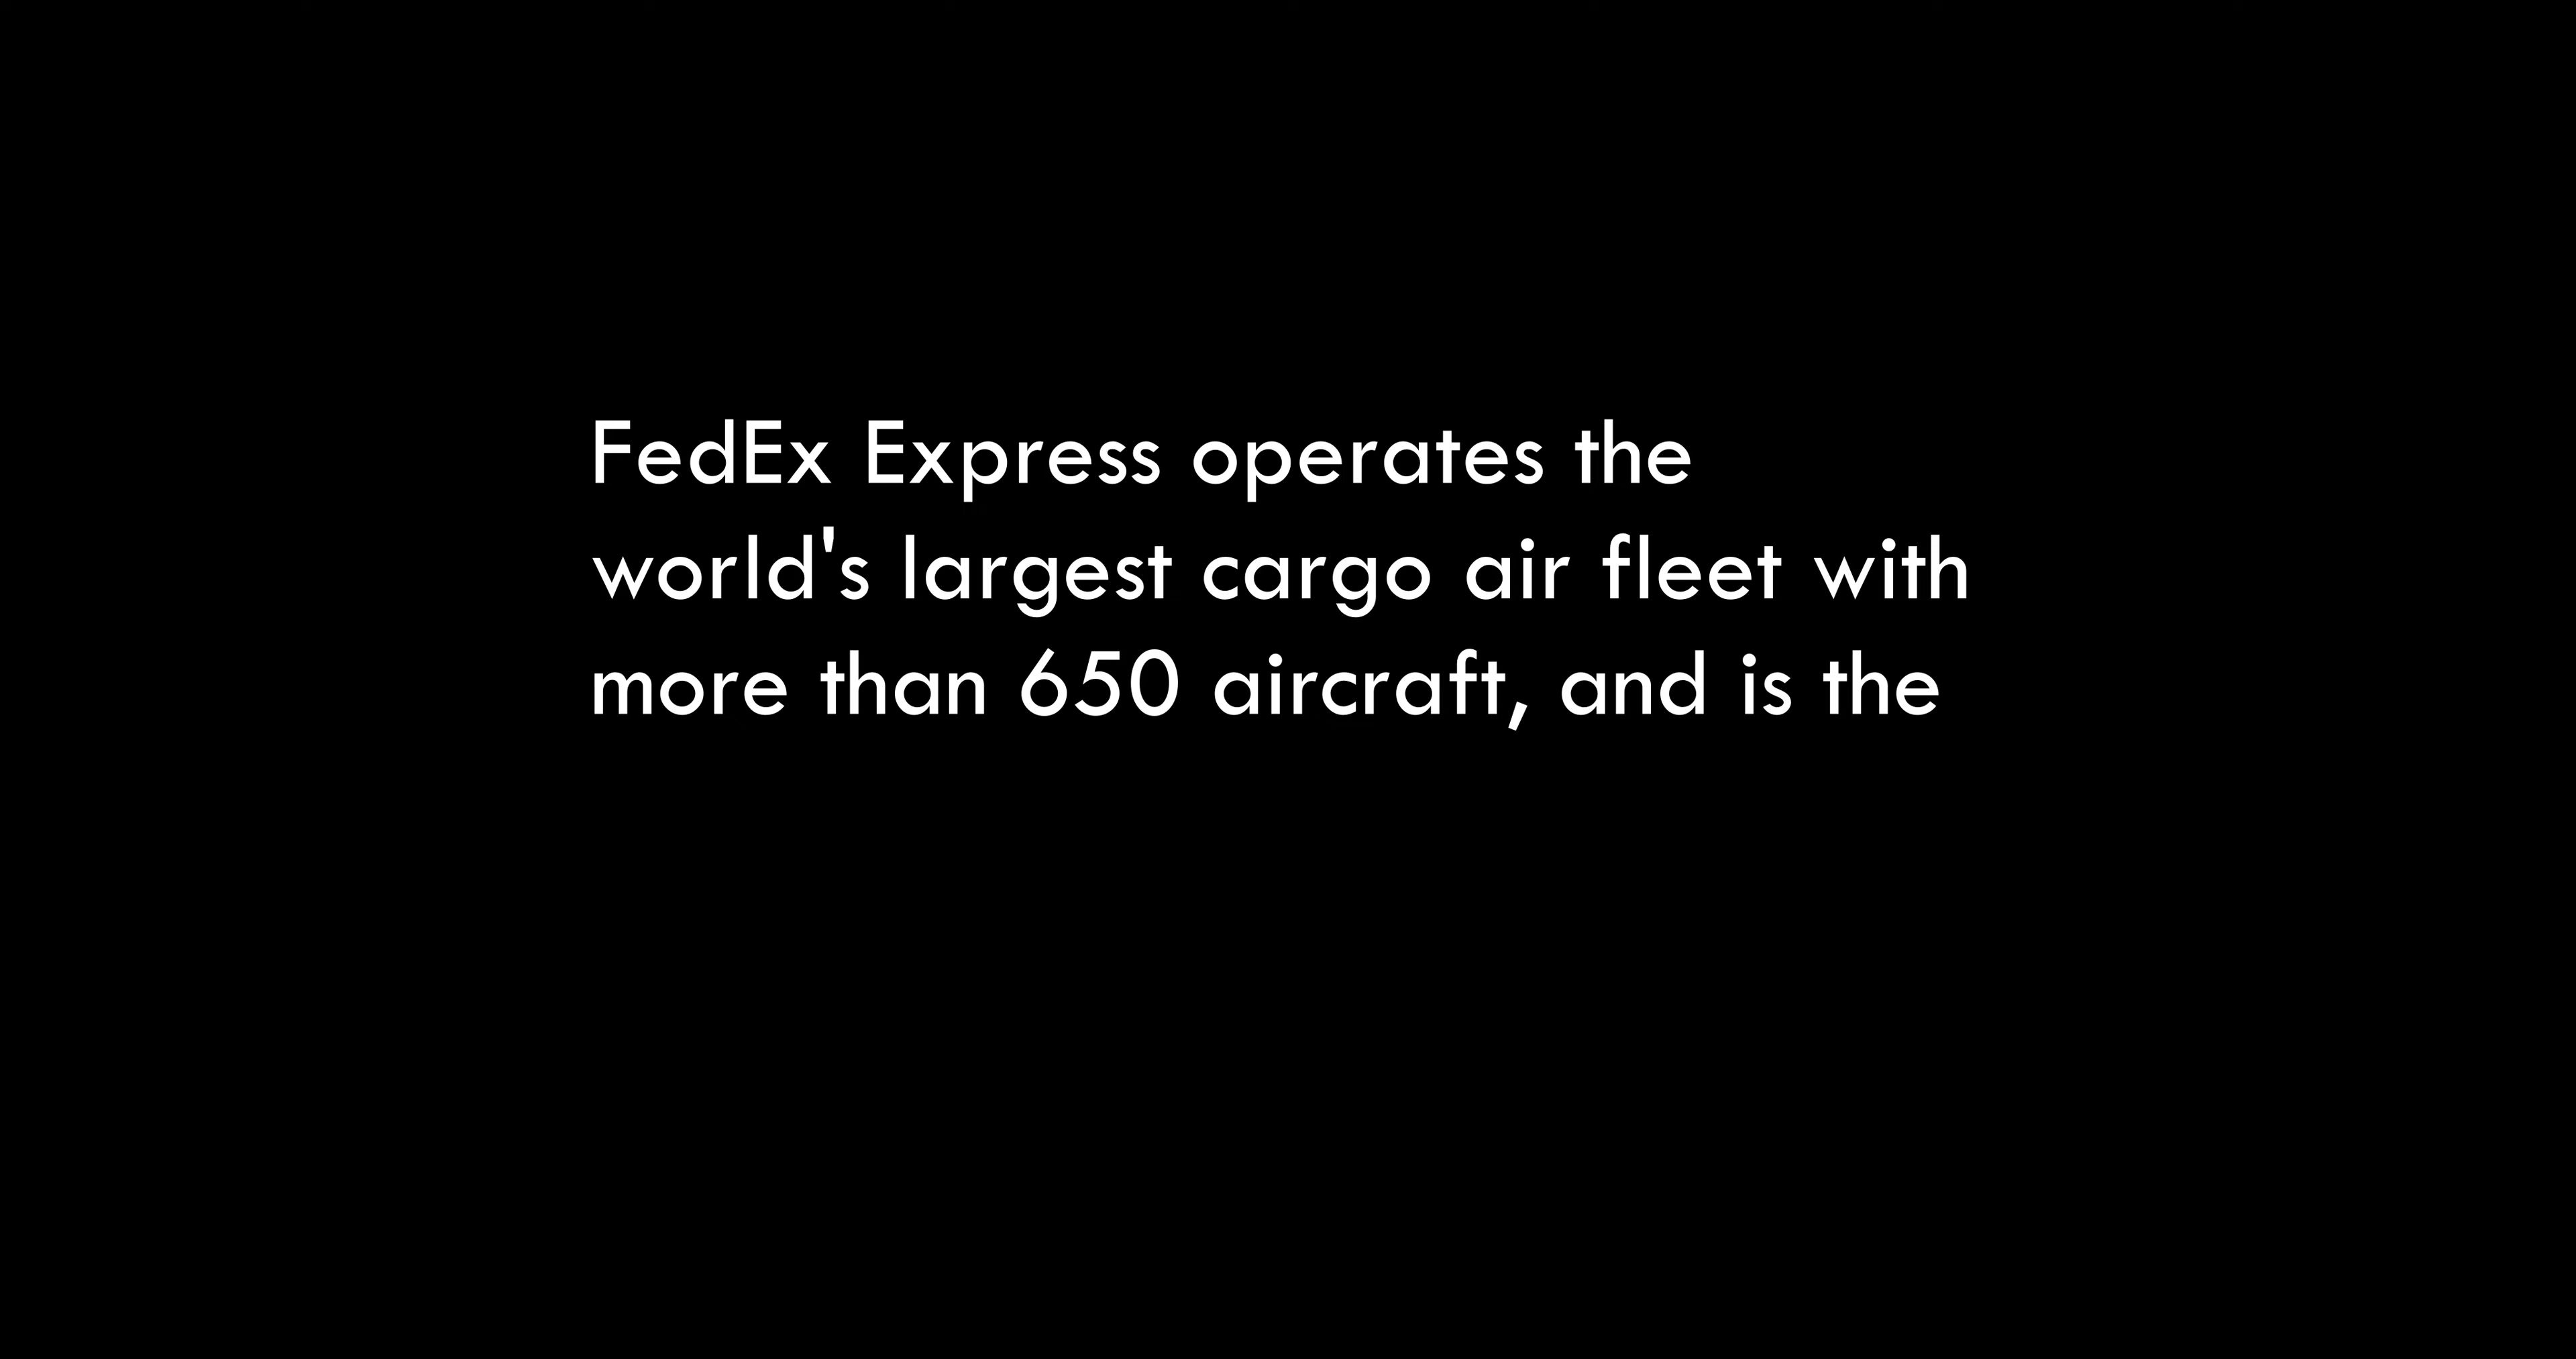 FedEx Express operates the
world's largest cargo air fleet with
more than 650 aircraft, and is the